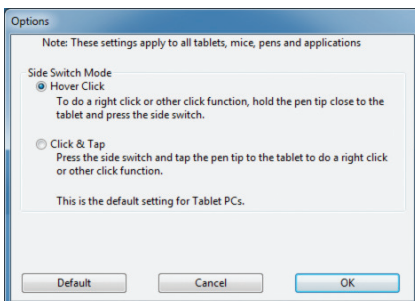 Options
Note: These settings apply to all tablets, mice, pens and applications
Side Switch Mode
Hover Click
To do a right click or other click function, hold the pen tip close to the
tablet and press the side switch.
Click & Tap
Press the side switch and tap the pen tip to the tablet to do a right click
or other click function.
This is the default setting for Tablet PCs.
Default Cancel OK